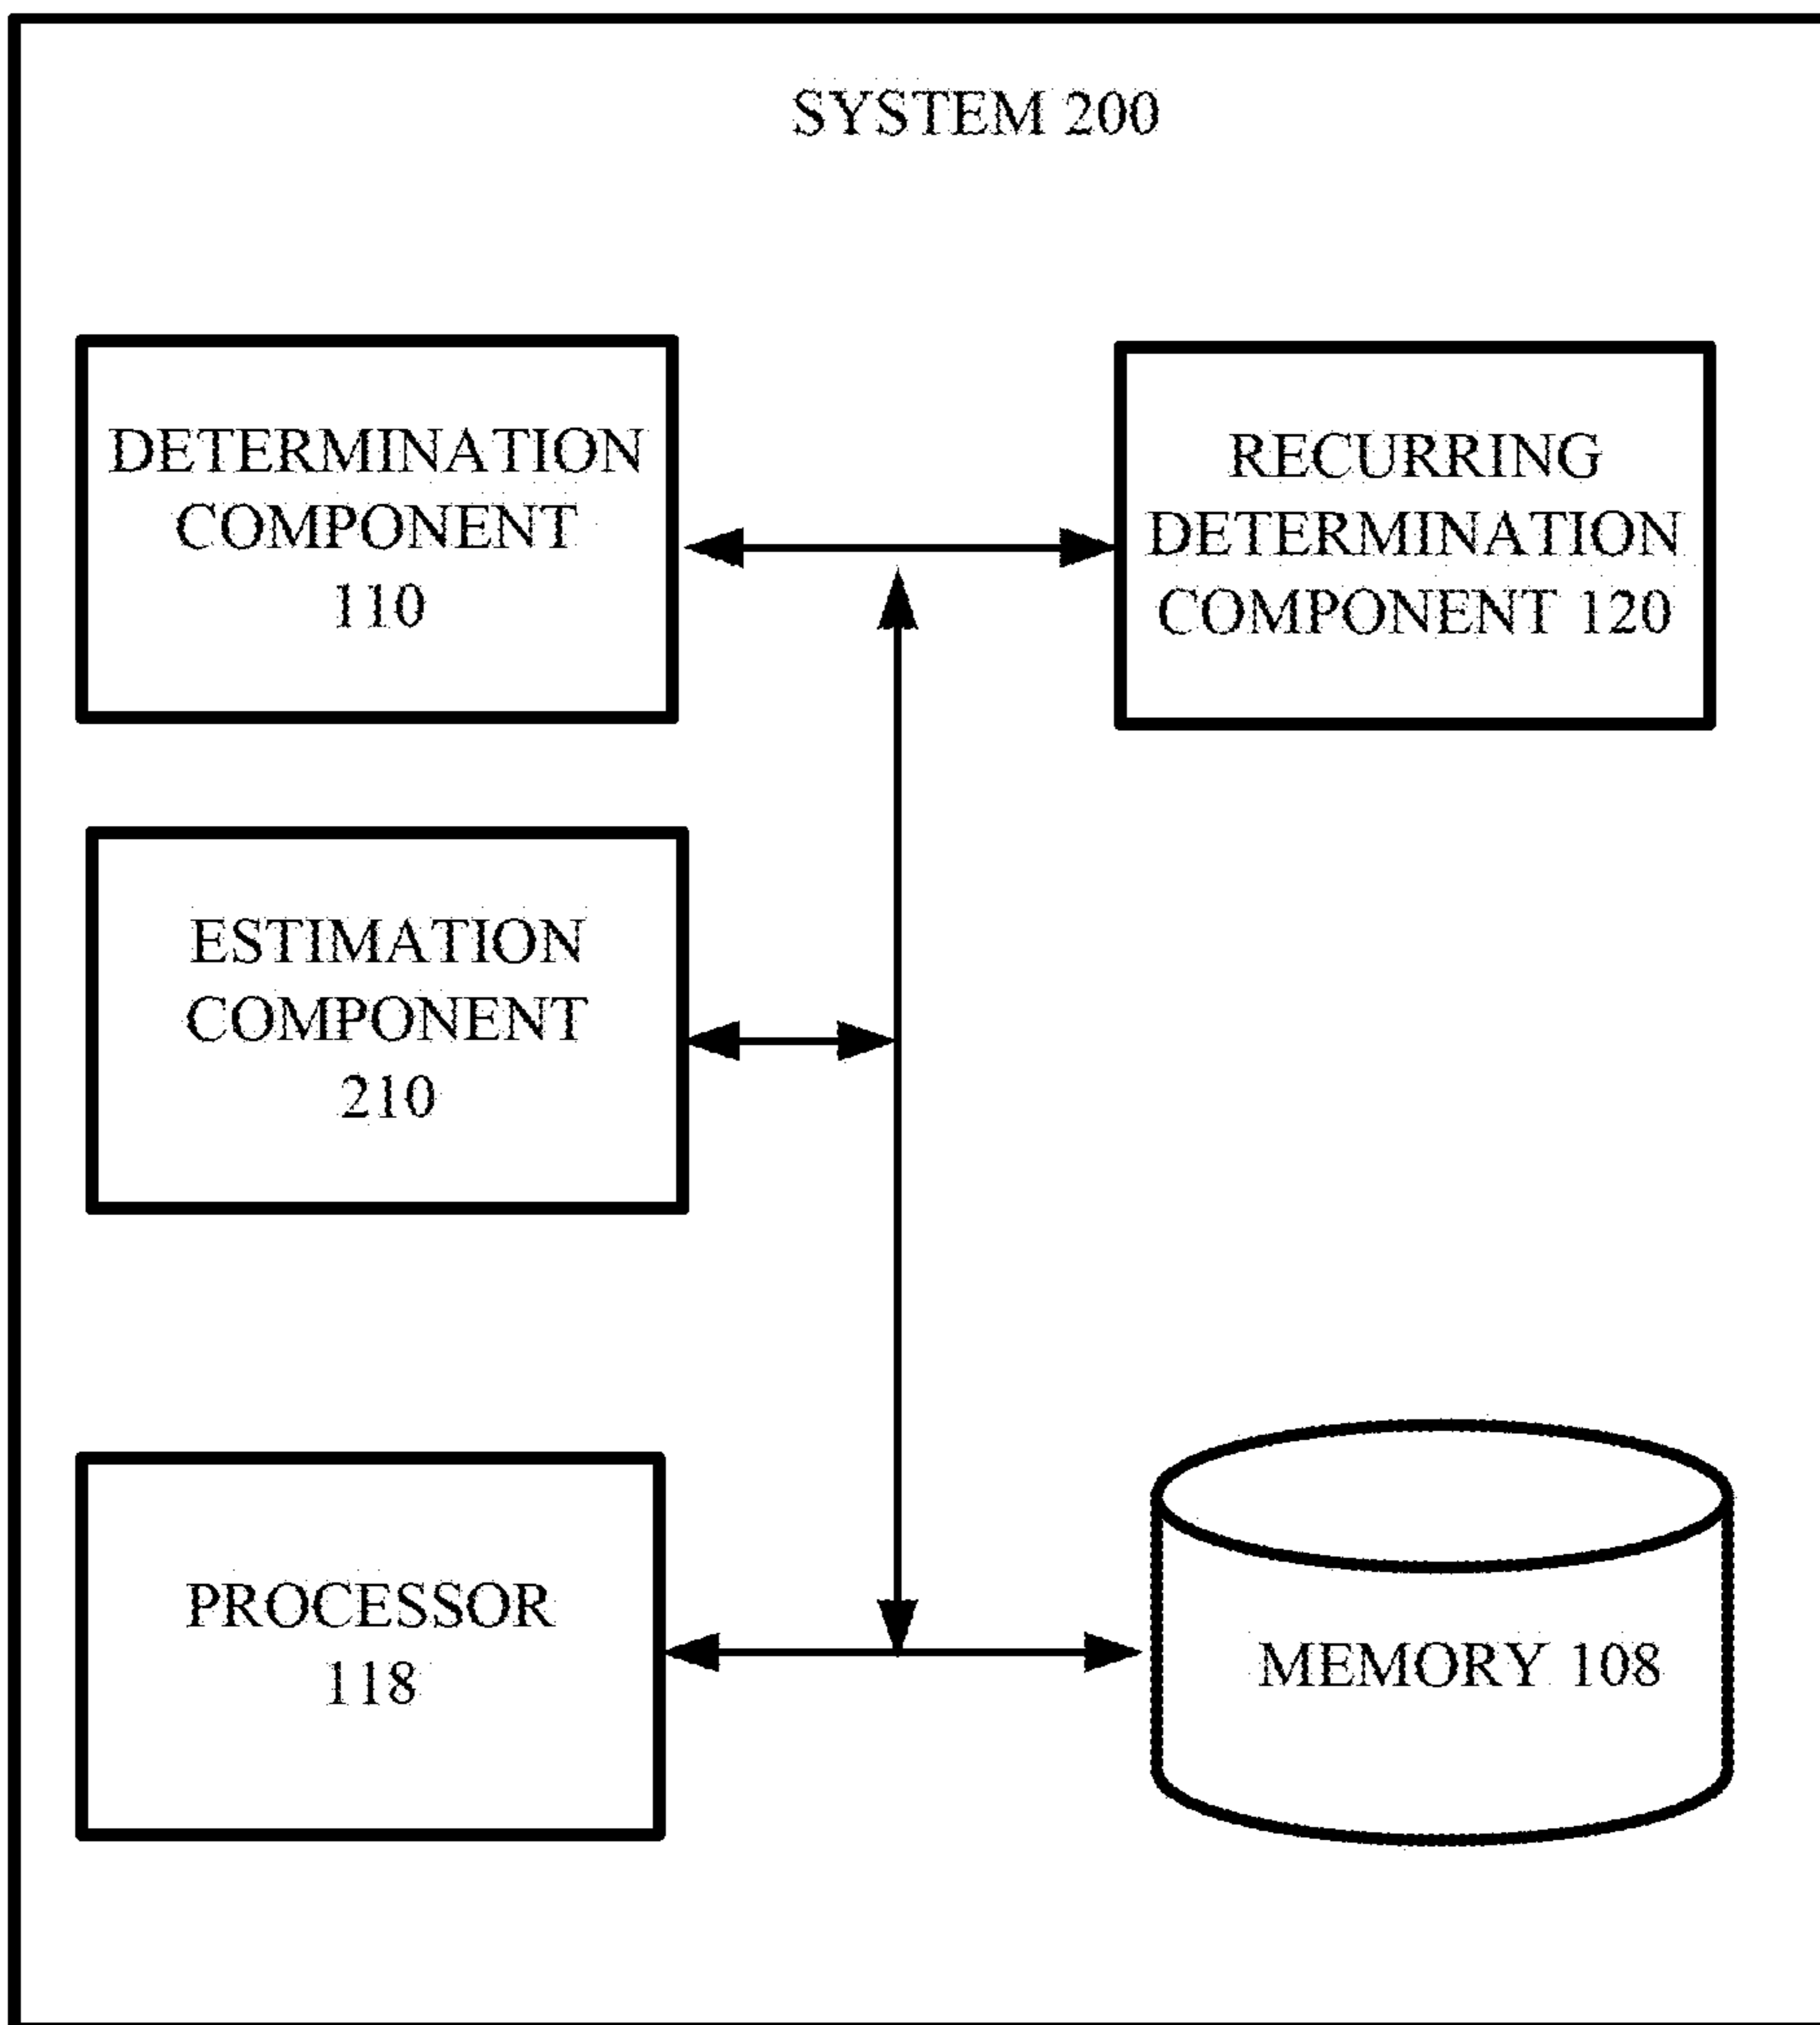 SYSTEM 200
DETERMINATION
COMPONENT
110
RECURRING
DETERMINATION
COMPONENT 120
ESTIMATION
COMPONENT
210
PROCESSOR
118
MEMORY 108